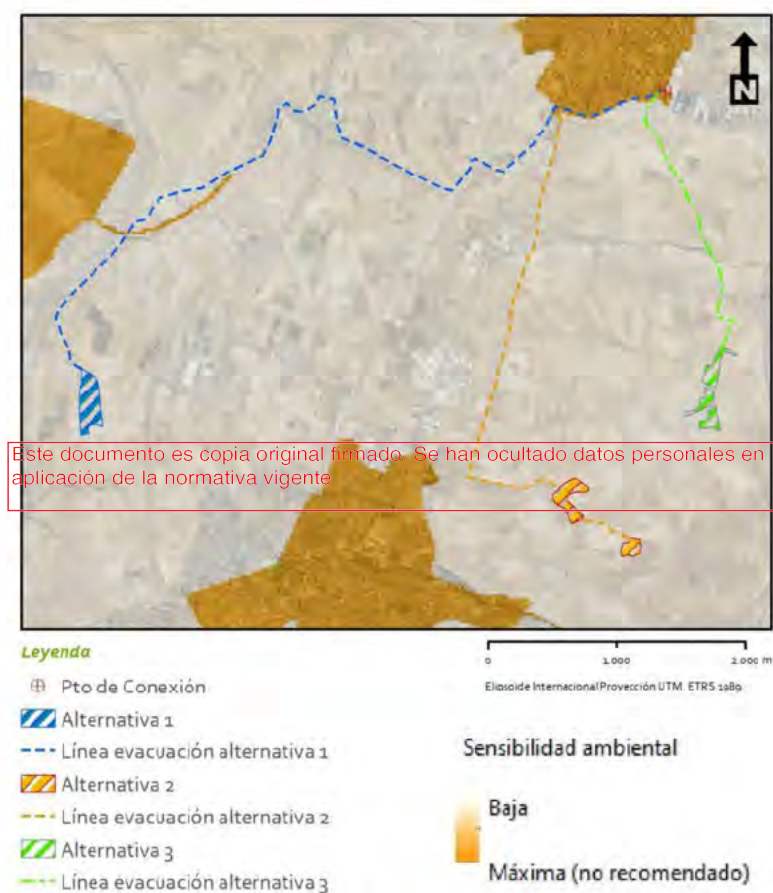 N
Este documento es copia original firmado. Se han ocultado datos personales en
aplicación de la normativa vigente
Leyenda
Pto de Conexión
Alternativa 1
Línea evacuación alternativa 1
Alternativa 2
Línea evacuación alternativa 2
Alternativa 3
Línea evacuación alternativa 3
0 1.000 2.000 m
Elipsoide Internacional Proyección UTM. ETRS 1989
Sensibilidad ambiental
Baja
Máxima (no recomendado)